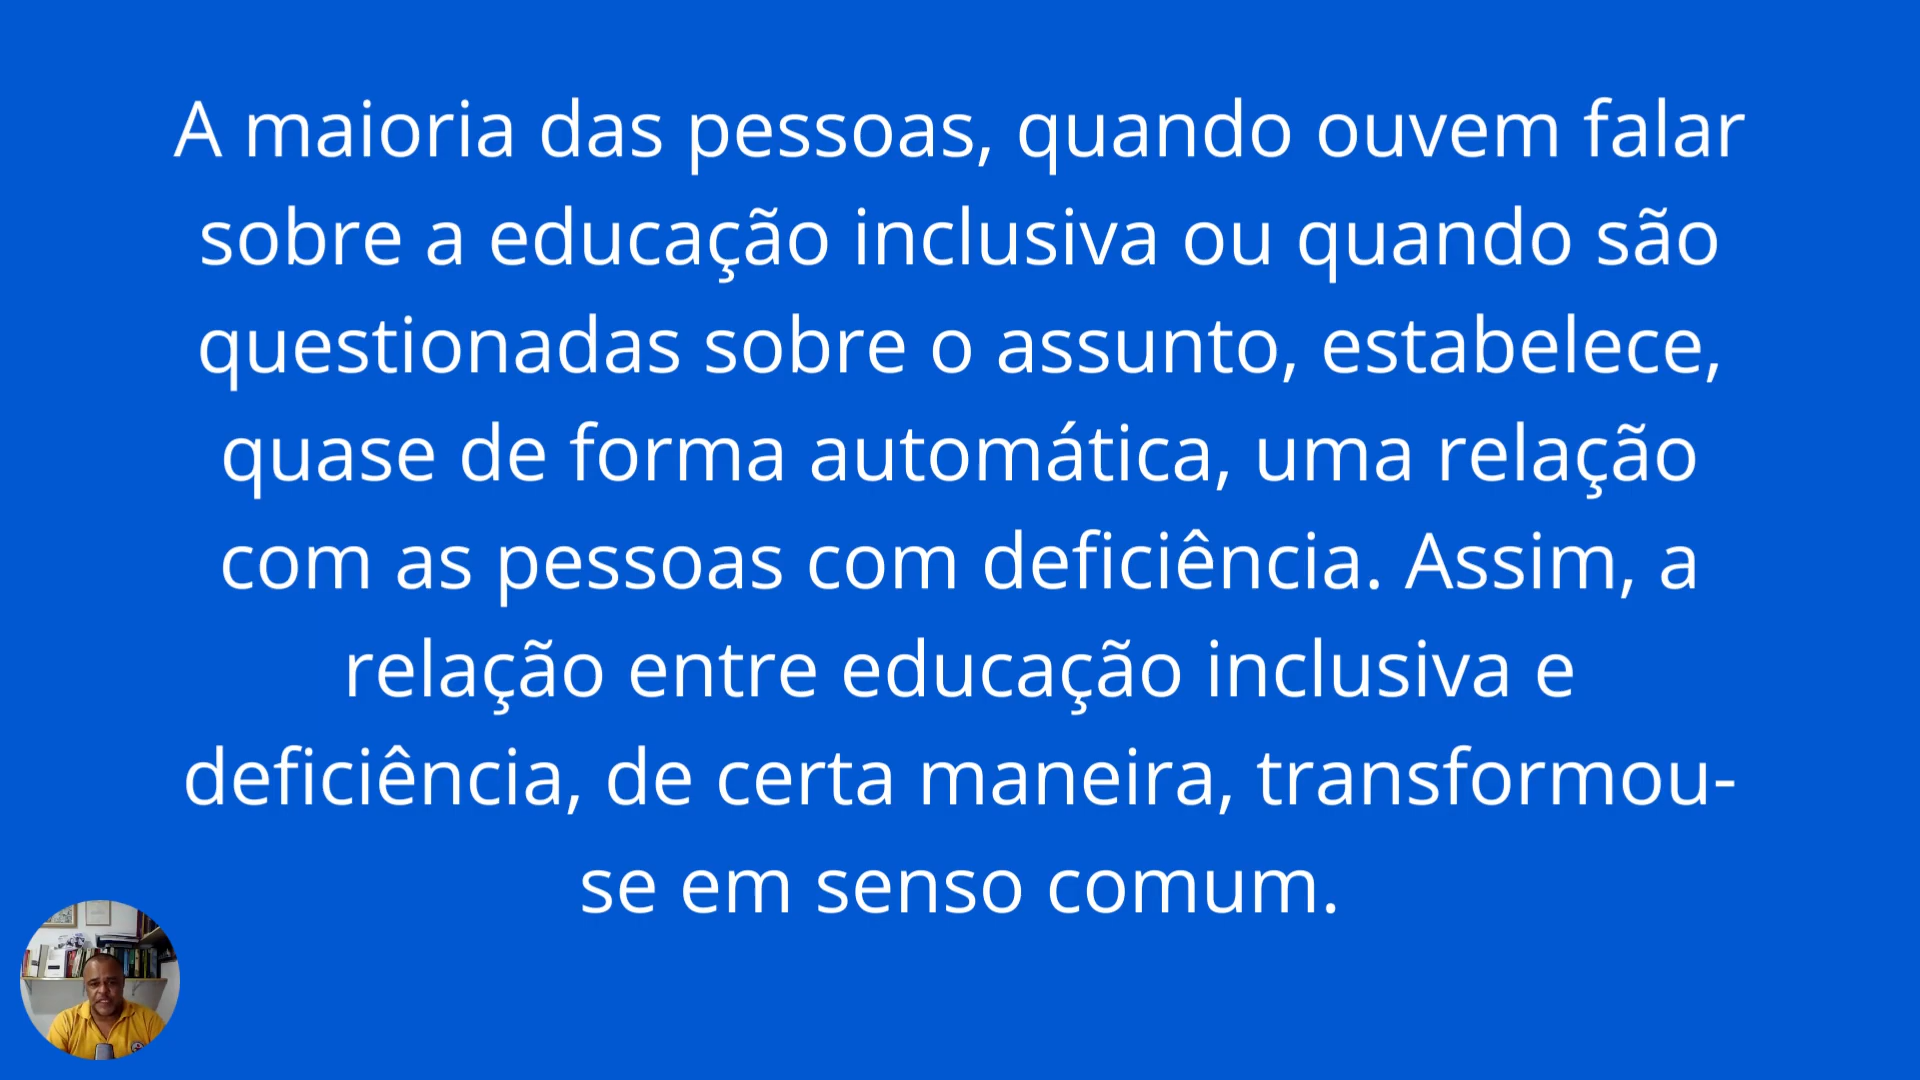 A maioria das pessoas, quando ouvem falar
sobre a educação inclusiva ou quando são
questionadas sobre o assunto, estabelece,
quase de forma automática, uma relação
com as pessoas com deficiência. Assim, a
relação entre educação inclusiva e
deficiência, de certa maneira, transformou-
se em senso comum.